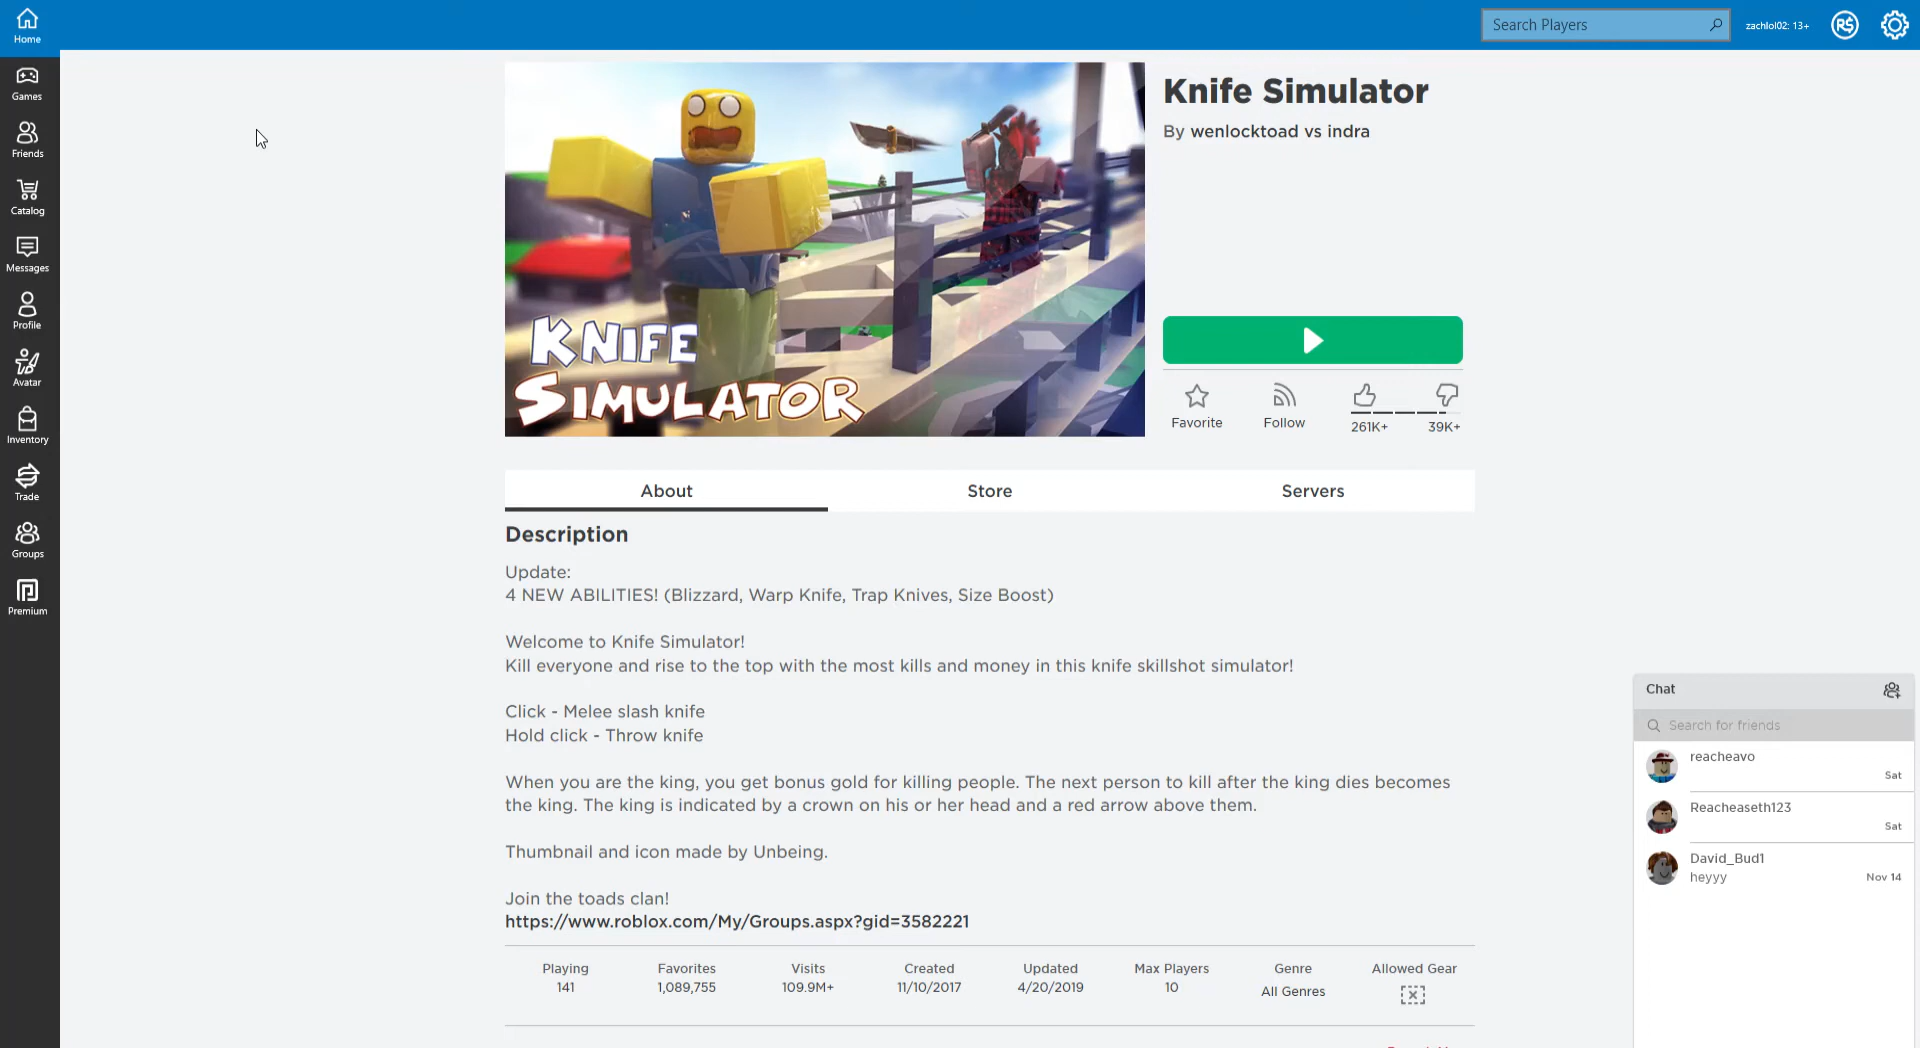 Home
Search Players
zachlol02: 13+
R$
Games
Friends
Catalog
Messages
Profile
Avatar
Inventory
Trade
Groups
Premium
KNIFE
SIMULATOR
Knife Simulator
By wenlocktoad vs indra
Favorite
Follow
261K+
39K+
About
Store
Servers
Description
Update:
4 NEW ABILITIES! (Blizzard, Warp Knife, Trap Knives, Size Boost)
Welcome to Knife Simulator!
Kill everyone and rise to the top with the most kills and money in this knife skillshot simulator!
Click - Melee slash knife
Hold click - Throw knife
When you are the king, you get bonus gold for killing people. The next person to kill after the king dies becomes
the king. The king is indicated by a crown on his or her head and a red arrow above them.
Thumbnail and icon made by Unbeing.
Join the toads clan!
https://www.roblox.com/My/Groups.aspx?gid=3582221
Playing
141
Favorites
1,089,755
Visits
109.9M+
Created
11/10/2017
Updated
4/20/2019
Max Players
10
Genre
All Genres
Allowed Gear
Chat
Search for friends
reacheavo
Sat
Reacheaseth123
Sat
David_Bud1
heyyy
Nov 14